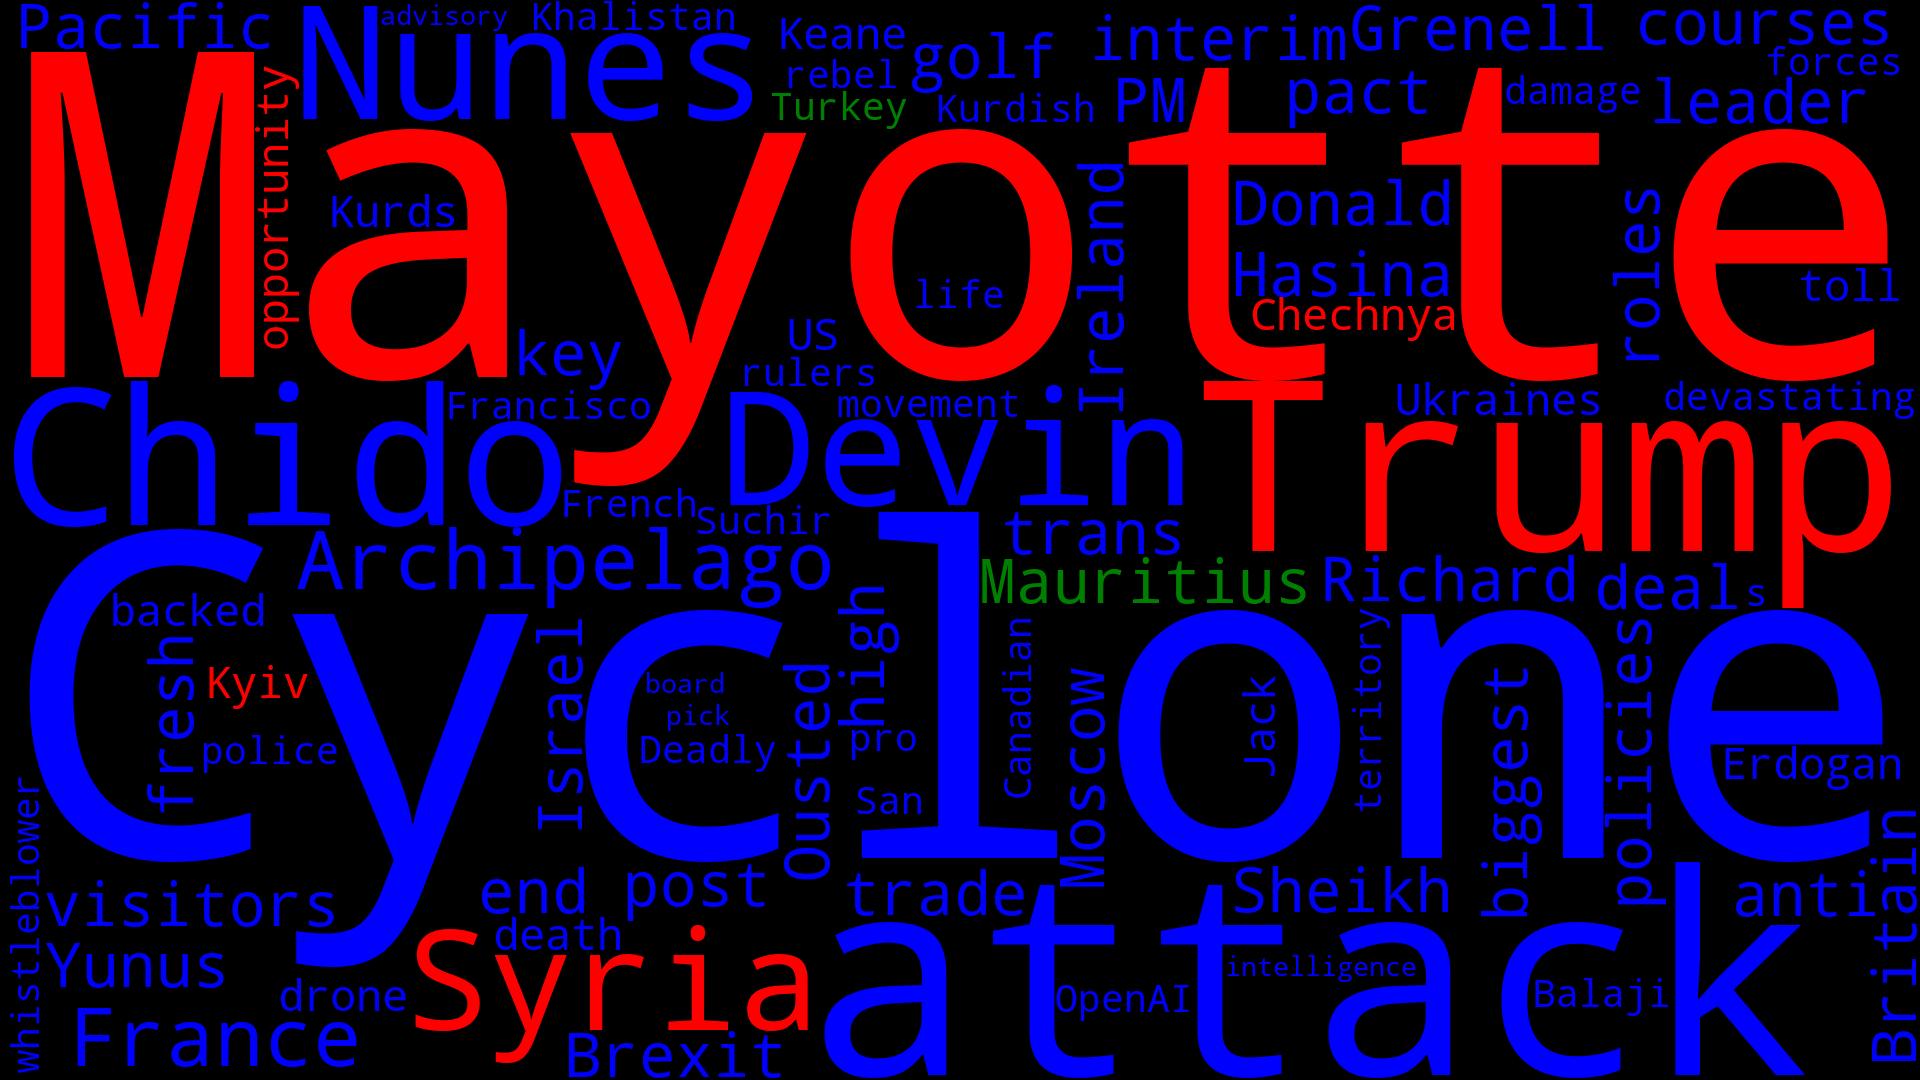 Pacific
Nunes
advisory
Khalistan
Keane
golf
interim
Grenell
courses
rebel
forces
Turkey
Kurdish
PM
pact
damage
leader
Mayotte
opportunity
Kurds
life
Ireland
Donald
Hasina
Chechnya
roles
toll
key
US
rulers
Francisco
movement
Ukraines
devastating
Chido
Devin
Trump
French
Suchir
trans
Archipelago
Mauritius
Richard
deal
s
Cyclone
backed
fresh
Kyiv
police
Israel
board
pick
Deadly
Ousted
high
pro
San
Canadian
Moscow
Jack
territory
biggest
policies
Erdogan
whistleblower
visitors
end
post
trade
Sheikh
anti
Britain
Yunus
death
Syria
attack
drone
OpenAI
intelligence
Balaji
France
Brexit